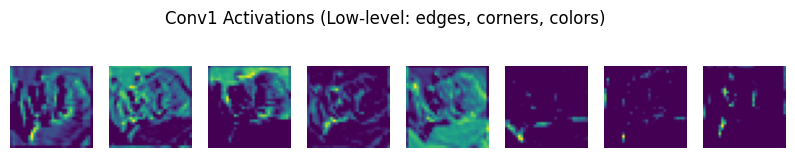 Conv1 Activations (Low-level: edges, corners, colors)